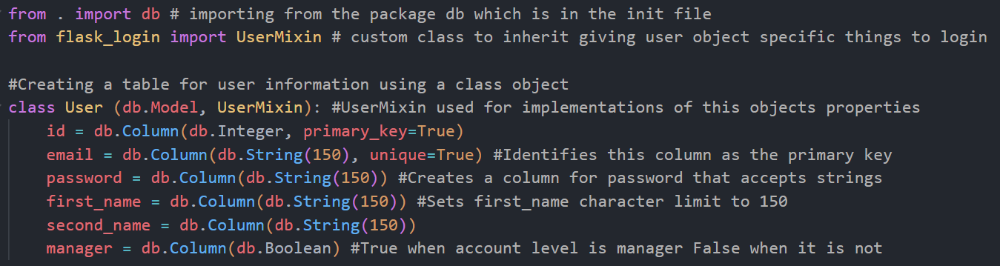 from . import db # importing from the package db which is in the init file
from flask_login import UserMixin # custom class to inherit giving user object specific things to login
#Creating a table for user information using a class object
class User (db.Model, UserMixin): #UserMixin used for implementations of this objects properties
id = db.Column(db.Integer, primary_key=True)
email = db.Column(db.String(150), unique=True) #Identifies this column as the primary key
password = db.Column(db.String(150)) #Creates a column for password that accepts strings
first_name = db.Column(db.String(150)) #Sets first_name character limit to 150
second_name = db.Column(db.String(150))
manager = db.Column(db.Boolean) #True when account level is manager False when it is not